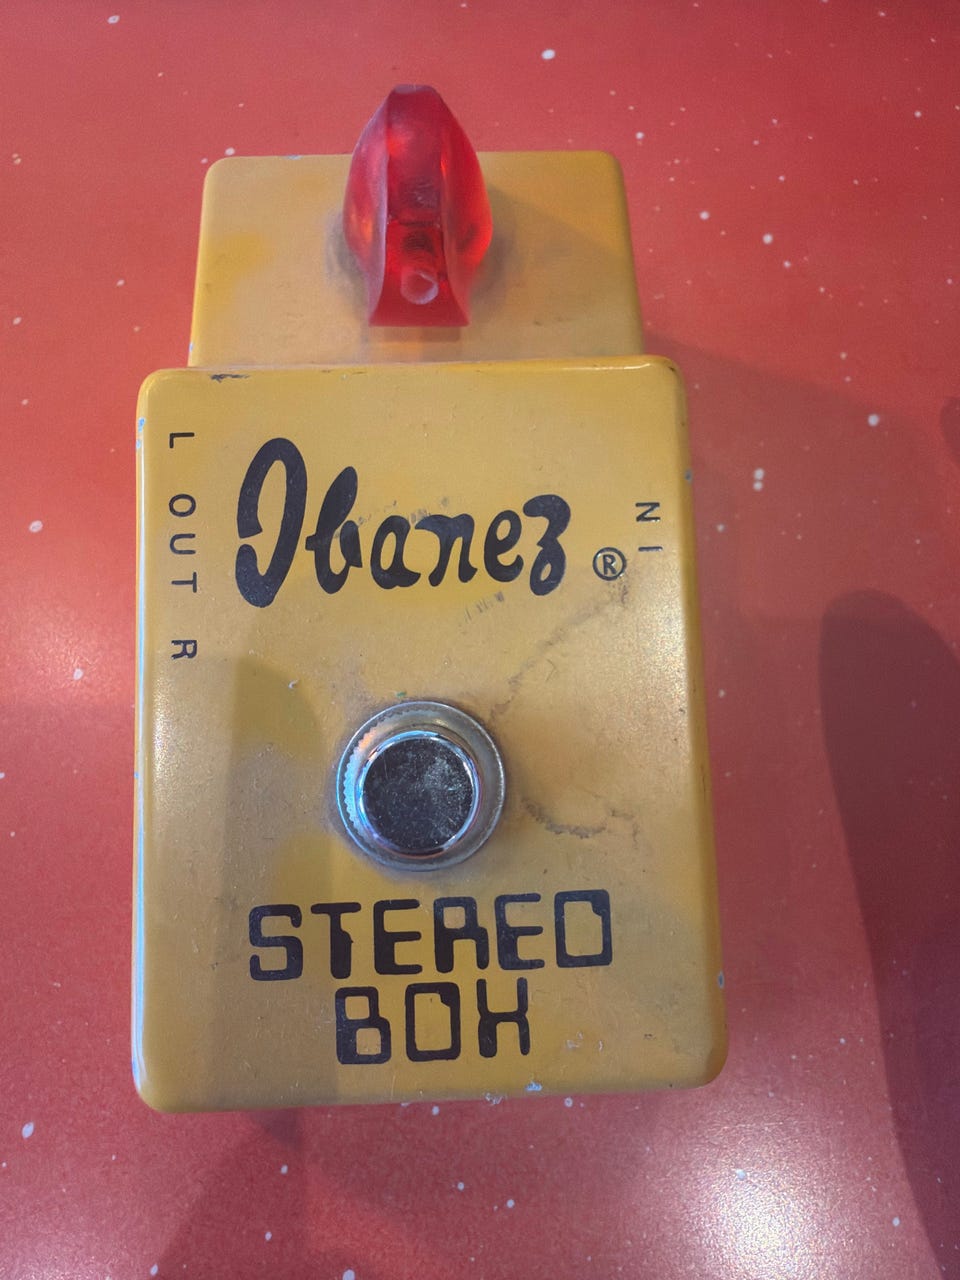 L OUT R
Ibanez ®
IN
STEREO
BOX